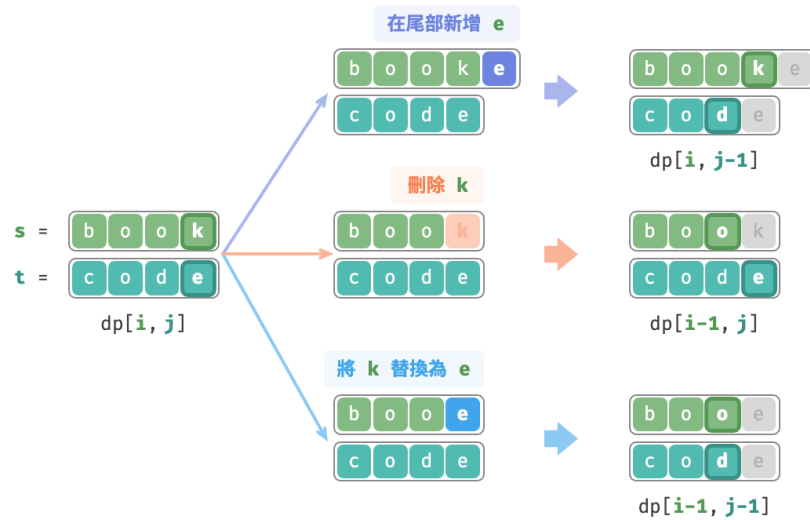 在尾部新增 e
b o o k e
c o d e
b o o k e
c o d e
dp[i, j-1]
刪除 k
s = b o o k
t = c o d e
dp[i, j]
b o o k
c o d e
b o o k
c o d e
dp[i-1, j]
將 k 替換為 e
b o o e
c o d e
b o o e
c o d e
dp[i-1, j-1]